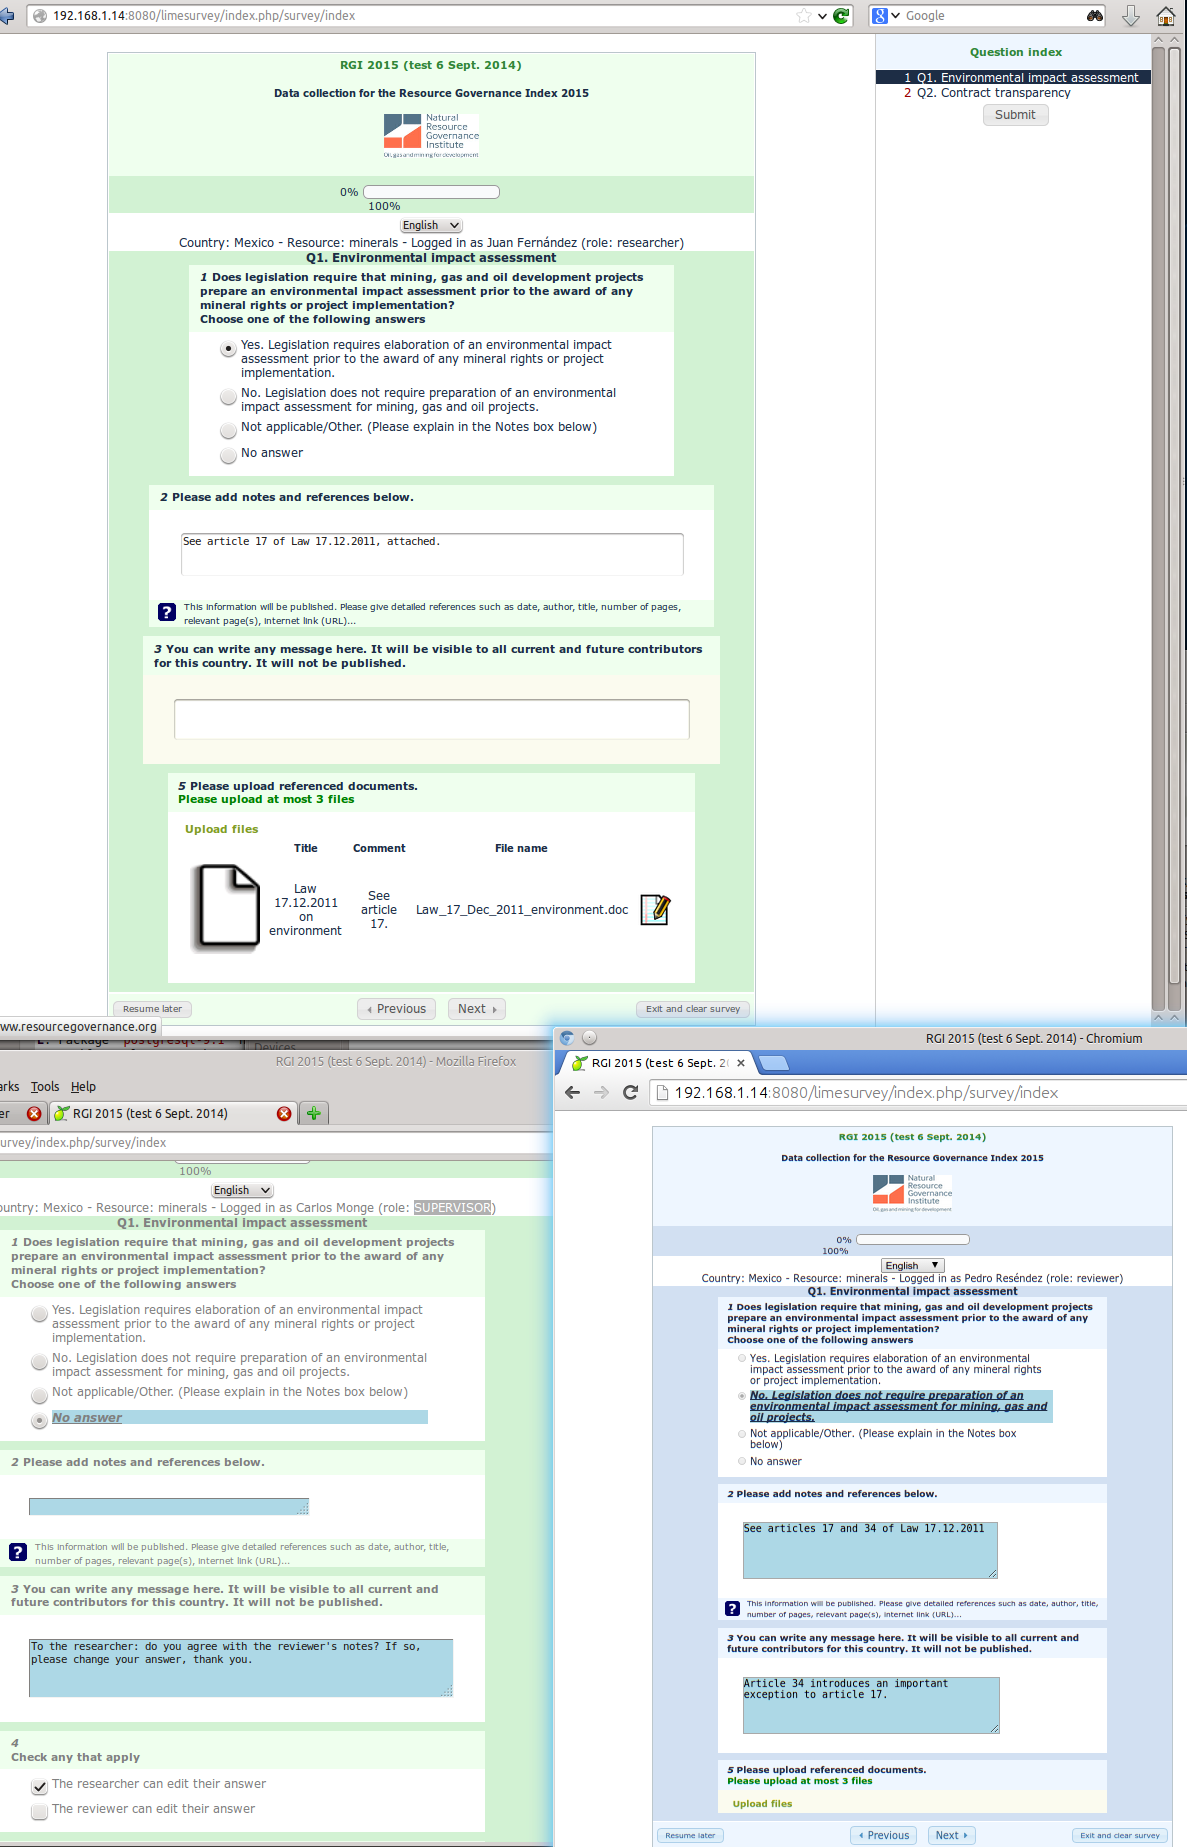 192.168.1.14:8080/limesurvey/index.php/survey/index
Google
RGI 2015 (test 6 Sept. 2014)
Data collection for the Resource Governance Index 2015
Natural
Resource
Governance
Institute
Oil, gas and mining for development
0%
100%
English
Country: Mexico - Resource: minerals - Logged in as Juan Fernández (role: researcher)
Q1. Environmental impact assessment
1 Does legislation require that mining, gas and oil development projects
prepare an environmental impact assessment prior to the award of any
mineral rights or project implementation?
Choose one of the following answers
Yes. Legislation requires elaboration of an environmental impact
assessment prior to the award of any mineral rights or project
implementation.
No. Legislation does not require preparation of an environmental
impact assessment for mining, gas and oil projects.
Not applicable/Other. (Please explain in the Notes box below)
No answer
2 Please add notes and references below.
See article 17 of Law 17.12.2011, attached.
? This information will be published. Please give detailed references such as date, author, title, number of pages,
relevant page(s), internet link (URL)...
3 You can write any message here. It will be visible to all current and future contributors
for this country. It will not be published.
5 Please upload referenced documents.
Please upload at most 3 files
Upload files
Title Comment File name
Law
17.12.2011
on
environment
See
article
17.
Law_17_Dec_2011_environment.doc
Resume later Previous Next Exit and clear survey
Question index
1 Q1. Environmental impact assessment
2 Q2. Contract transparency
Submit
ww.resourcegovernance.org
2. Package postgresql-9.1
Devices
RGI 2015 (test 6 Sept. 2014) - Mozilla Firefox
arks Tools Help
er RGI 2015 (test 6 Sept. 2014)
urvey/index.php/survey/index
100%
English
ountry: Mexico - Resource: minerals - Logged in as Carlos Monge (role: SUPERVISOR)
Q1. Environmental impact assessment
1 Does legislation require that mining, gas and oil development projects
prepare an environmental impact assessment prior to the award of any
mineral rights or project implementation?
Choose one of the following answers
Yes. Legislation requires elaboration of an environmental impact
assessment prior to the award of any mineral rights or project
implementation.
No. Legislation does not require preparation of an environmental
impact assessment for mining, gas and oil projects.
Not applicable/Other. (Please explain in the Notes box below)
No answer
2 Please add notes and references below.
? This information will be published. Please give detailed references such as date, author, title,
number of pages, relevant page(s), internet link (URL)...
3 You can write any message here. It will be visible to all current and
future contributors for this country. It will not be published.
To the researcher: do you agree with the reviewer's notes? If so,
please change your answer, thank you.
4
Check any that apply
The researcher can edit their answer
The reviewer can edit their answer
RGI 2015 (test 6 Sept. 2014) - Chromium
RGI 2015 (test 6 Sept. 2(
192.168.1.14:8080/limesurvey/index.php/survey/index
RGI 2015 (test 6 Sept. 2014)
Data collection for the Resource Governance Index 2015
Natural
Resource
Governance
Institute
Oil, gas and mining for development
0%
100%
English
Country: Mexico - Resource: minerals - Logged in as Pedro Reséndez (role: reviewer)
Q1. Environmental impact assessment
1 Does legislation require that mining, gas and oil development projects
prepare an environmental impact assessment prior to the award of any
mineral rights or project implementation?
Choose one of the following answers
Yes. Legislation requires elaboration of an environmental
impact assessment prior to the award of any mineral rights
or project implementation.
No. Legislation does not require preparation of an
environmental impact assessment for mining, gas and
oil projects.
Not applicable/Other. (Please explain in the Notes box
below)
No answer
2 Please add notes and references below.
See articles 17 and 34 of Law 17.12.2011
? This information will be published. Please give detailed references such as date, author, title,
number of pages, relevant page(s), internet link (URL)...
3 You can write any message here. It will be visible to all current and
future contributors for this country. It will not be published.
Article 34 introduces an important
exception to article 17.
5 Please upload referenced documents.
Please upload at most 3 files
Upload files
Resume later Previous Next Exit and clear survey